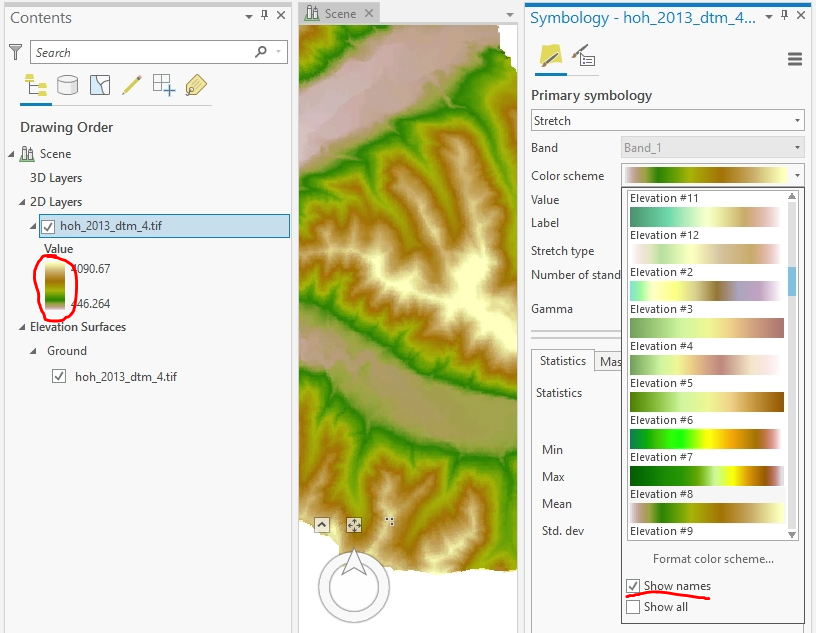 Contents
Search
Drawing Order
Scene
3D Layers
2D Layers
hoh_2013_dtm_4.tif
Value
4090.67
446.264
Elevation Surfaces
Ground
hoh_2013_dtm_4.tif
Scene
Symbology - hoh_2013_dtm_4...
Primary symbology
Stretch
Band
Band_1
Color scheme
Value
Label
Stretch type
Number of stand
Gamma
Statistics
Mas
Statistics
Min
Max
Mean
Std. dev
Elevation #11
Elevation #12
Elevation #2
Elevation #3
Elevation #4
Elevation #5
Elevation #6
Elevation #7
Elevation #8
Elevation #9
Format color scheme...
Show names
Show all